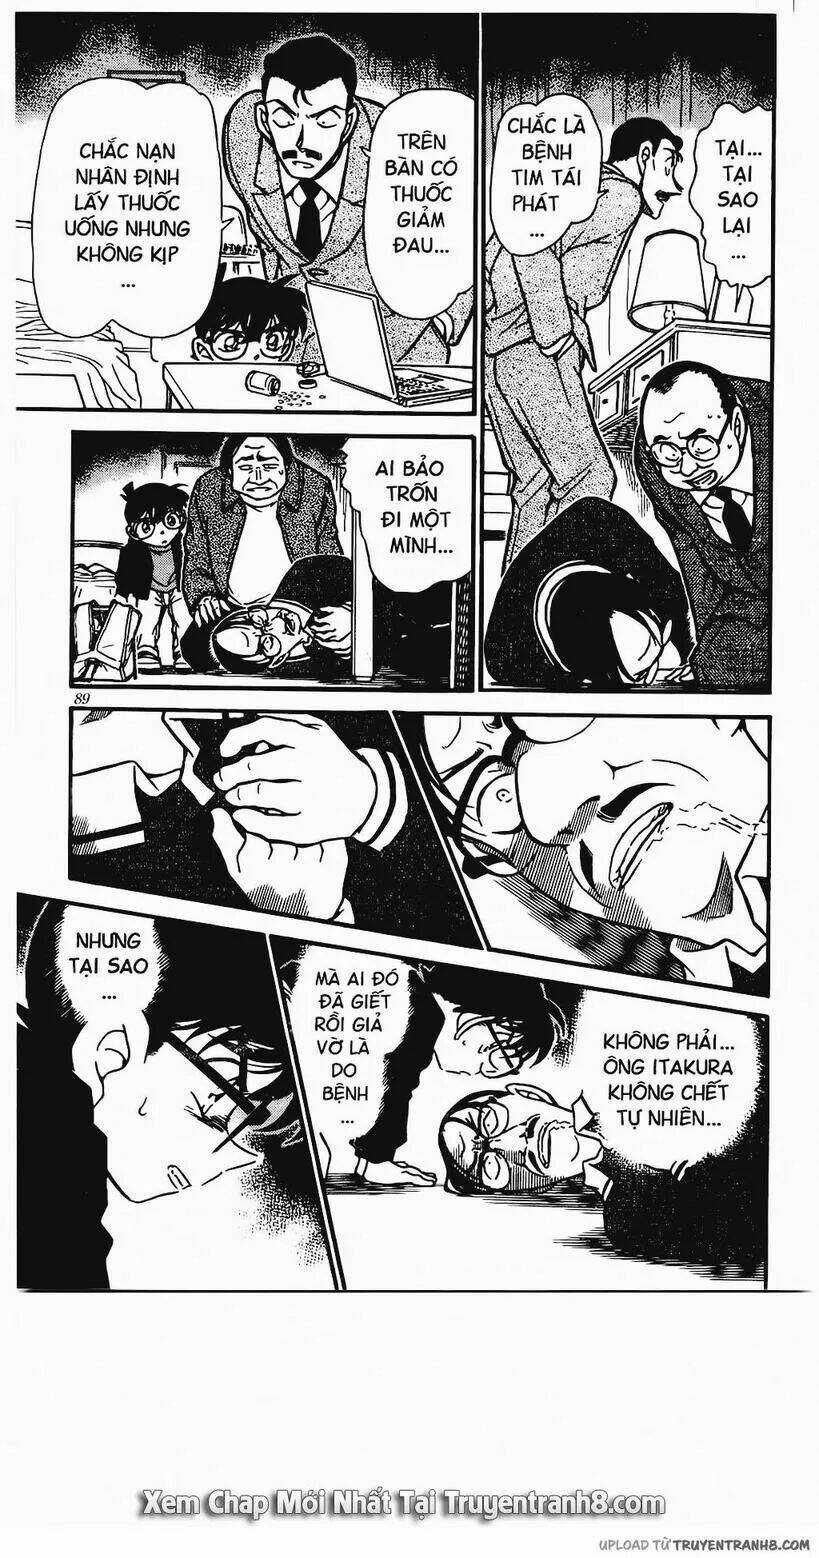 TẠI...
TẠI
SAO
LẠI
...
CHẮC LÀ
BỆNH
TIM TÁI
PHÁT
...
TRÊN
BÀN CÓ
THUỐC
GIẢM
ĐAU...
CHẮC NẠN
NHÂN ĐỊNH
LẤY THUỐC
UỐNG NHƯNG
KHÔNG KỊP
...
AI BẢO
TRỐN
ĐI MỘT
MÌNH...
89
KHÔNG PHẢI...
ÔNG ITAKURA
KHÔNG CHẾT
TỰ NHIÊN...
MÀ AI ĐÓ
ĐÃ GIẾT
RỒI GIẢ
VỜ LÀ
DO
BỆNH
...
NHƯNG
TẠI SAO
...
Xem Chap Mới Nhất Tại Truyentranh8.com
UPLOAD TỪ TRUYENTRANH8.COM